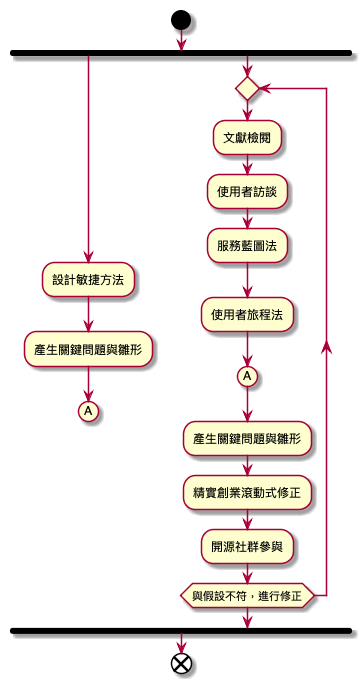 文獻檢閱
使用者訪談
服務藍圖法
設計敏捷方法
使用者旅程法
產生關鍵問題與雛形
A
A
產生關鍵問題與雛形
精實創業滾動式修正
開源社群參與
與假設不符，進行修正